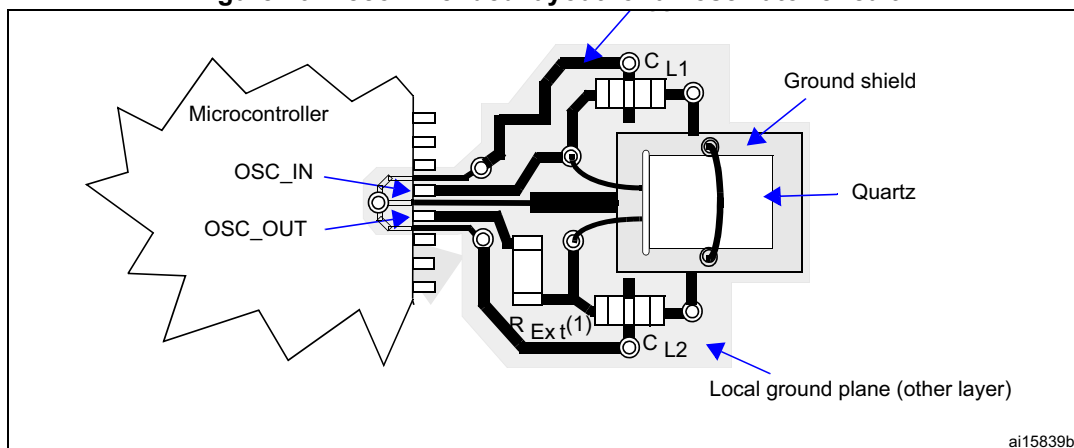 C L1
Ground shield
Microcontroller
OSC_IN
Quartz
OSC_OUT
R Ext(1)
C L2
Local ground plane (other layer)
ai15839b